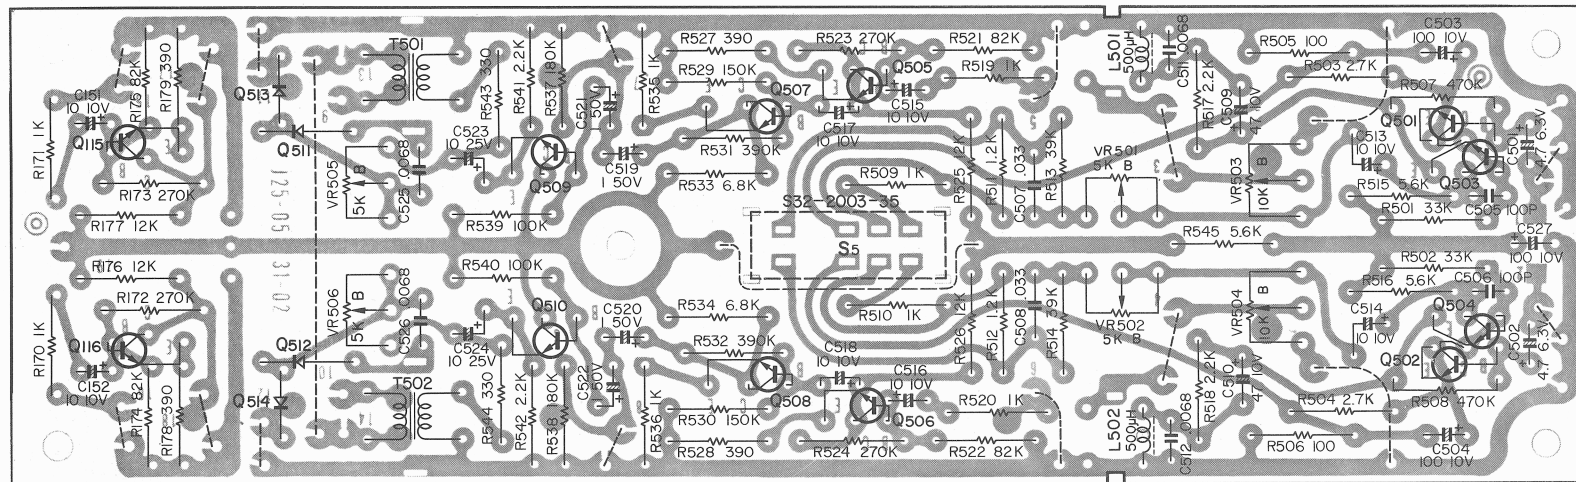 R171 1K
C151
10 10V
R175 82K
R179 390
Q115
R173 270K
R177 12K
Q513
Q511
T501
VR505
5K
B
C525 .0068
C523
10 25V
R543 330
R541 2.2K
R537 180K
Q509
R539 100K
C521
1 50V
R535 1K
C519
1 50V
R527 390
R529 150K
Q507
R531 390K
R533 6.8K
R523 270K
Q505
C517
10 10V
C515
10 10V
R521 82K
R519 1K
R509 1K
R525 12K
R511 1.2K
C507 .033
R513 39K
VR501
5K B
L501
500μH
C511 .0068
R517 2.2K
C509
47 10V
R505 100
R503 2.7K
C503
100 10V
R507 470K
Q501
C513
10 10V
Q503
C501
4.7 6.3V
VR503
10K
B
R515 5.6K
R501 33K
C505 100P
C527
100 10V
S32-2003-35
S5
R545 5.6K
J25-05
31-02
R176 12K
R172 270K
R170 1K
Q116
C152
10 10V
R174 82K
R178 390
Q512
Q514
VR506
5K
B
C526 .0068
T502
R540 100K
Q510
C524
10 25V
R544 330
R542 2.2K
R538 180K
C520
1 50V
C522
1 50V
R536 1K
R534 6.8K
R532 390K
Q508
R530 150K
R528 390
C518
10 10V
C516
10 10V
Q506
R524 270K
R520 1K
R522 82K
R510 1K
R526 12K
R512 1.2K
C508 .033
R514 39K
VR502
5K B
L502
500μH
C512 .0068
R518 2.2K
C510
47 10V
VR504
10K
B
R502 33K
R516 5.6K
C506 100P
C514
10 10V
Q504
Q502
C502
4.7 6.3V
R504 2.7K
R508 470K
R506 100
C504
100 10V